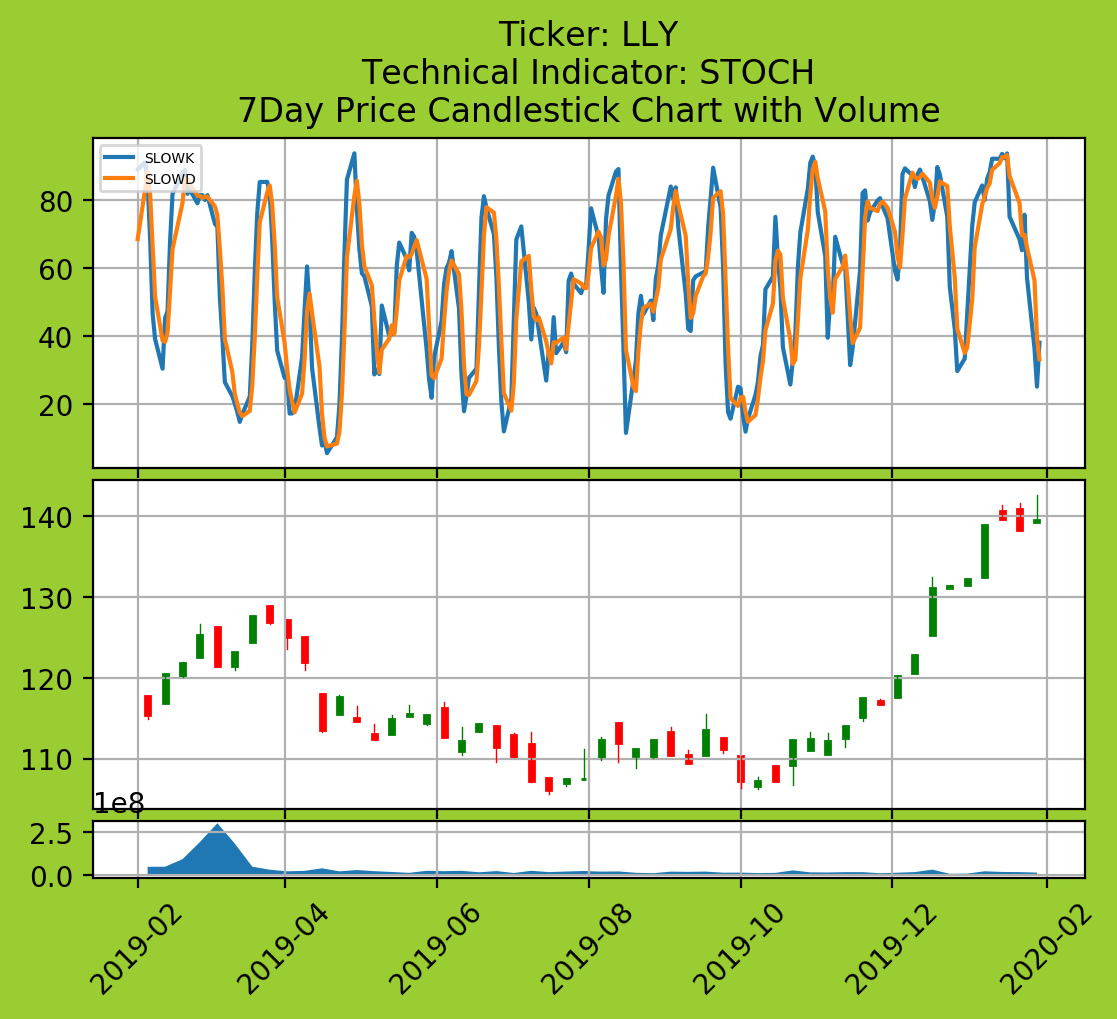 Ticker: LLY
Technical Indicator: STOCH
7Day Price Candlestick Chart with Volume
SLOWK
SLOWD
80
60
40
20
140
130
120
110
1e8
2.5
0.0
2019-02
2019-04
2019-06
2019-08
2019-10
2019-12
2020-02